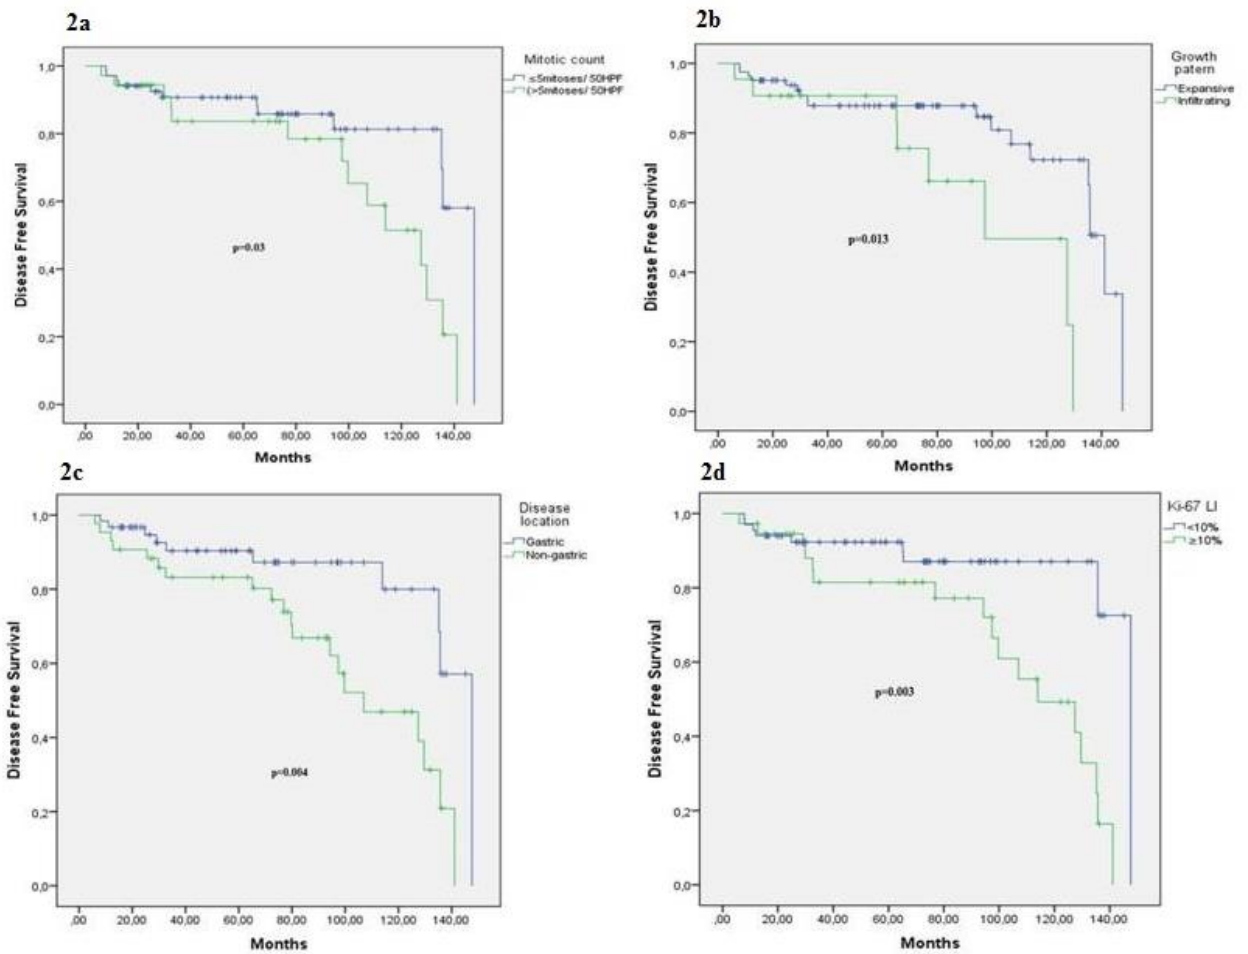 2a
Mitotic count
≤5mitoses/ 50HPF
(>5mitoses/ 50HPF
1,0
0,8
0,6
0,4
0,2
0,0
Disease Free Survival
p=0.03
,00 20,00 40,00 60,00 80,00 100,00 120,00 140,00
Months
2b
Growth
patern
Expansive
Infiltrating
1,0
0,8
0,6
0,4
0,2
0,0
Disease Free Survival
p=0.013
,00 20,00 40,00 60,00 80,00 100,00 120,00 140,00
Months
2c
Disease
location
Gastric
Non-gastric
1,0
0,8
0,6
0,4
0,2
0,0
Disease Free Survival
p=0.004
,00 20,00 40,00 60,00 80,00 100,00 120,00 140,00
Months
2d
Ki-67 LI
<10%
≥10%
1,0
0,8
0,6
0,4
0,2
0,0
Disease Free Survival
p=0.003
,00 20,00 40,00 60,00 80,00 100,00 120,00 140,00
Months